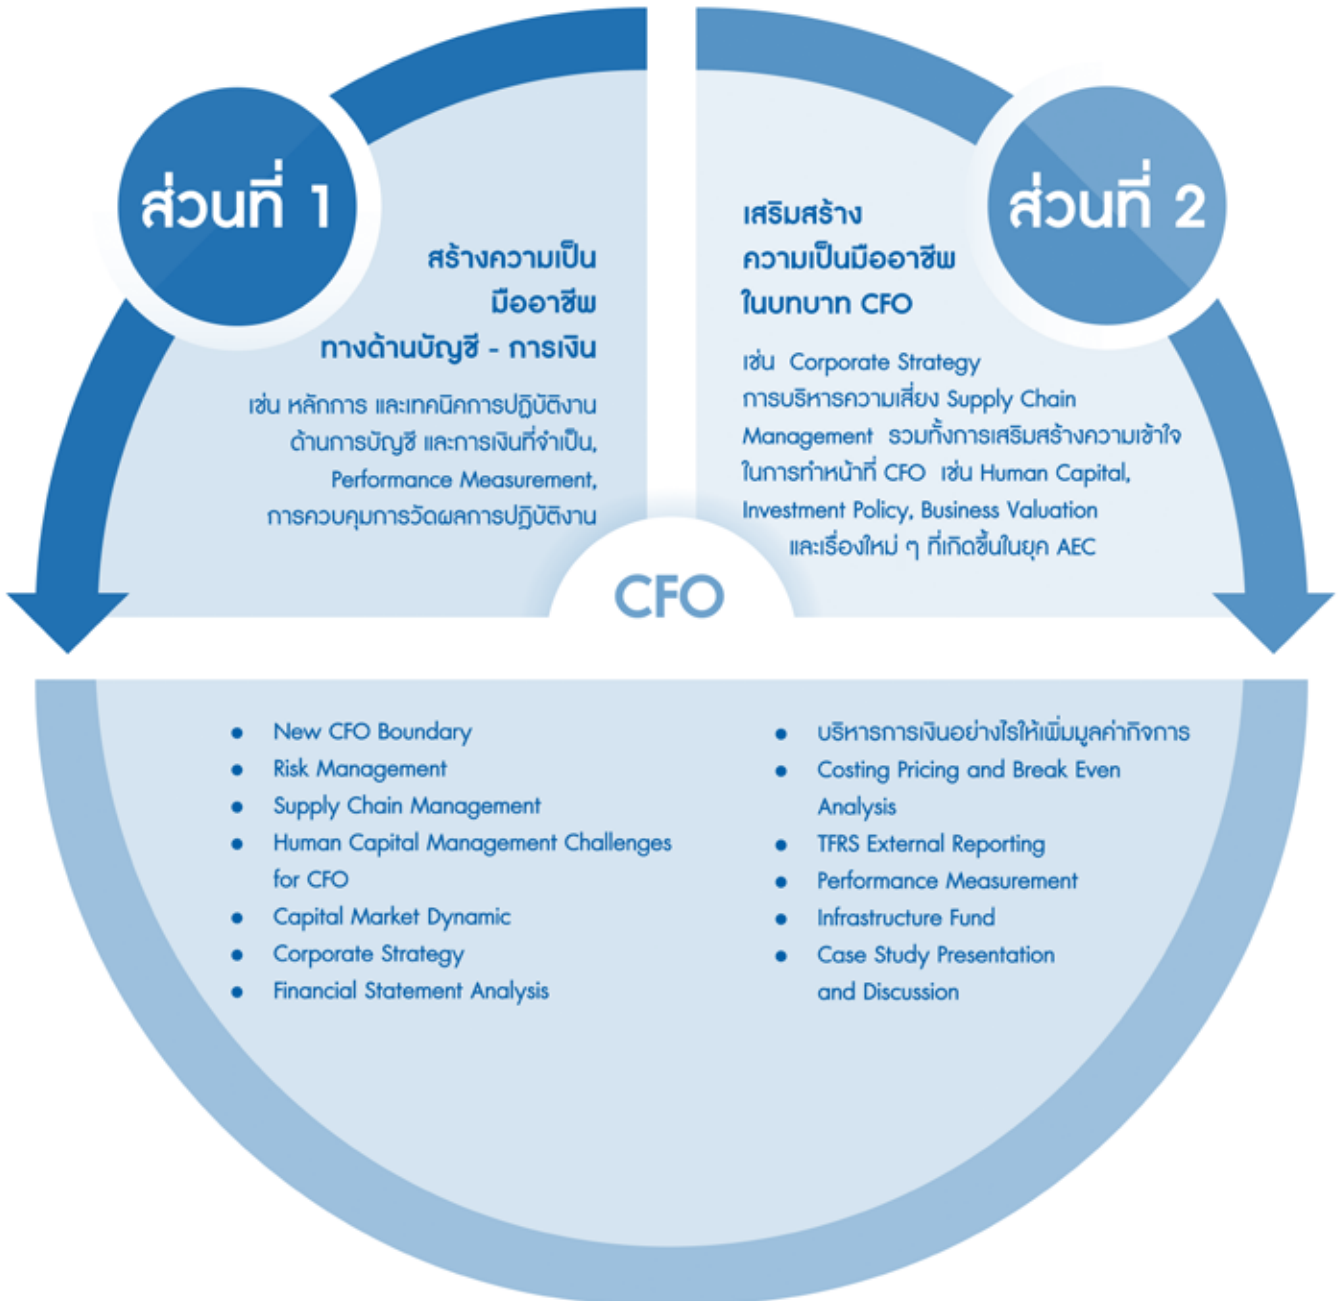 ส่วนที่ 1
สร้างความเป็น
มืออาชีพ
ทางด้านบัญชี - การเงิน
เช่น หลักการ และเทคนิคการปฏิบัติงาน
ด้านการบัญชี และการเงินที่จำเป็น,
Performance Measurement,
การควบคุมการวัดผลการปฏิบัติงาน
ส่วนที่ 2
เสริมสร้าง
ความเป็นมืออาชีพ
ในบทบาท CFO
เช่น Corporate Strategy
การบริหารความเสี่ยง Supply Chain
Management รวมทั้งการเสริมสร้างความเข้าใจ
ในการทำหน้าที่ CFO เช่น Human Capital,
Investment Policy, Business Valuation
และเรื่องใหม่ ๆ ที่เกิดขึ้นในยุค AEC
CFO
• New CFO Boundary
• Risk Management
• Supply Chain Management
• Human Capital Management Challenges
for CFO
• Capital Market Dynamic
• Corporate Strategy
• Financial Statement Analysis
• บริหารการเงินอย่างไรให้เพิ่มมูลค่ากิจการ
• Costing Pricing and Break Even
Analysis
• TFRS External Reporting
• Performance Measurement
• Infrastructure Fund
• Case Study Presentation
and Discussion